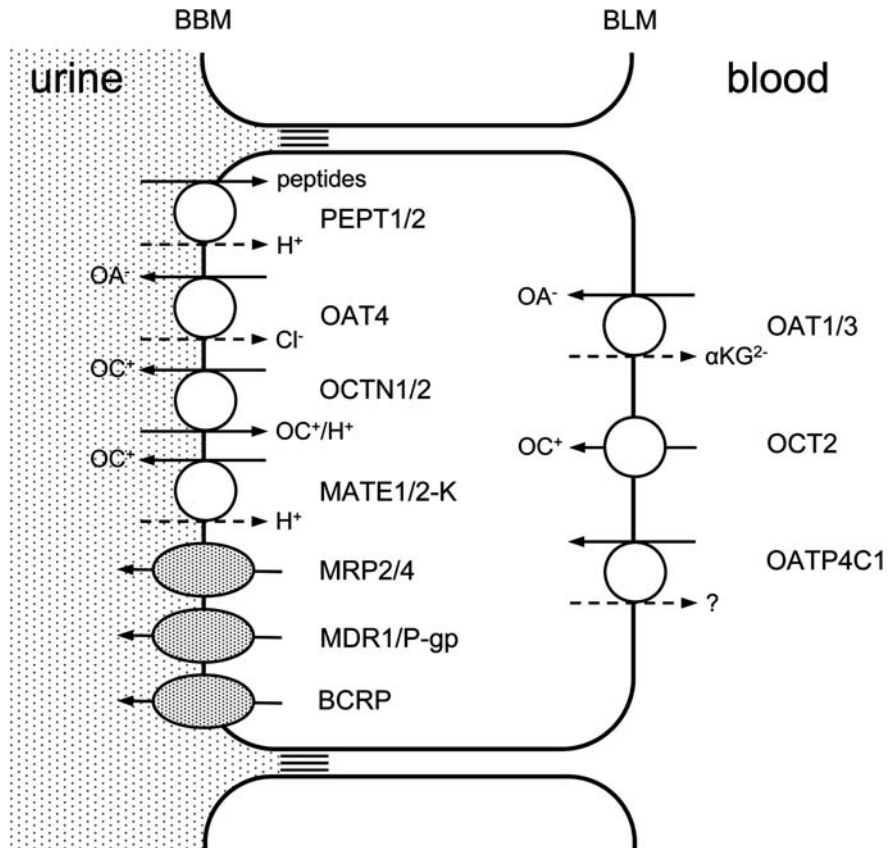 BBM
BLM
urine
blood
peptides
PEPT1/2
H⁺
OA⁻
OAT4
Cl⁻
OC⁺
OCTN1/2
OC⁺/H⁺
OC⁺
MATE1/2-K
H⁺
MRP2/4
MDR1/P-gp
BCRP
OA⁻
OAT1/3
αKG²⁻
OC⁺
OCT2
OATP4C1
?